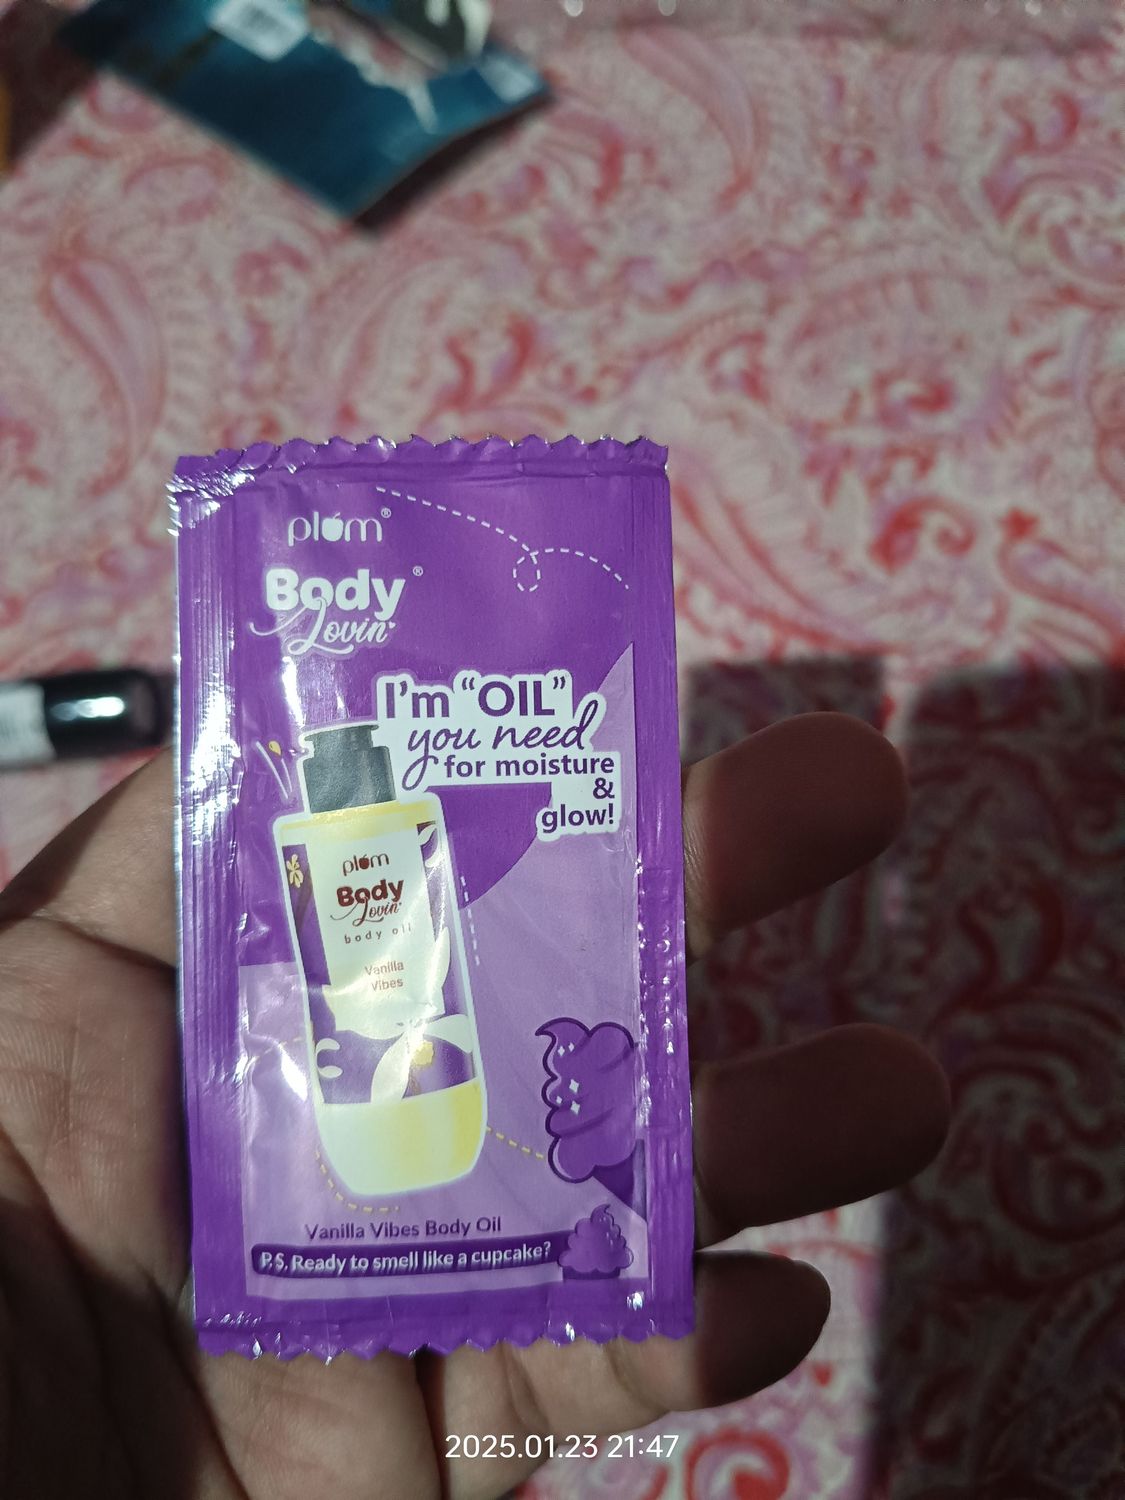 plum®
Body®
Lovin'
I'm "OIL"
you need
for moisture
&
glow!
plum
Body
Lovin'
body oil
Vanilla
Vibes
Vanilla Vibes Body Oil
P.S. Ready to smell like a cupcake?
2025.01.23 21:47